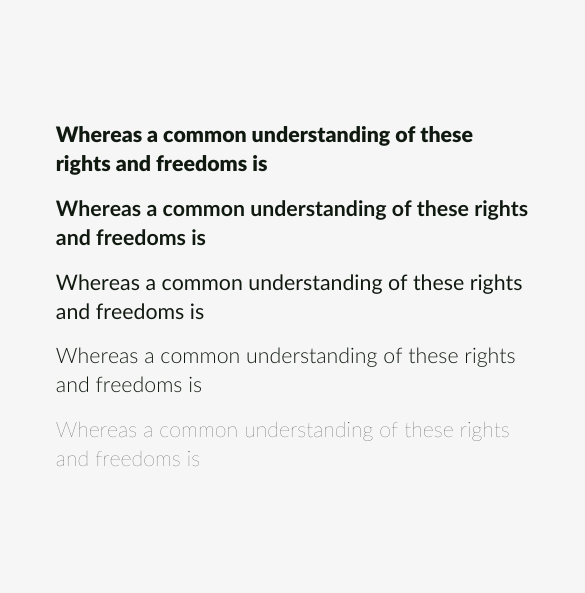 Whereas a common understanding of these
rights and freedoms is
Whereas a common understanding of these rights
and freedoms is
Whereas a common understanding of these rights
and freedoms is
Whereas a common understanding of these rights
and freedoms is
Whereas a common understanding of these rights
and freedoms is